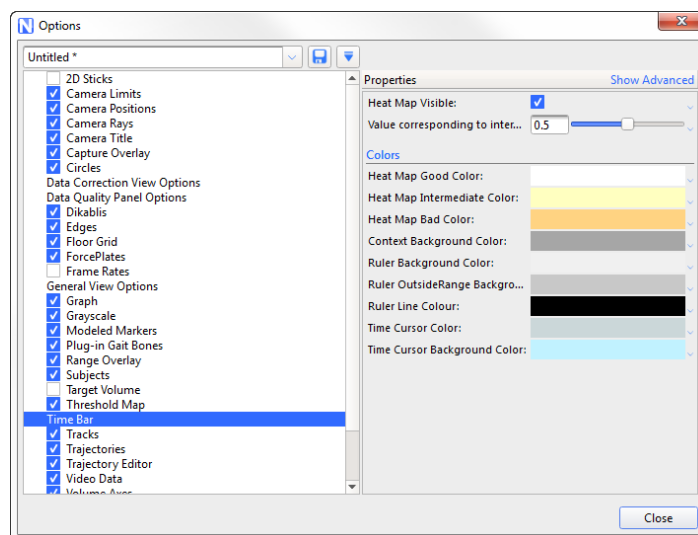 Options
Untitled *
2D Sticks
Camera Limits
Camera Positions
Camera Rays
Camera Title
Capture Overlay
Circles
Data Correction View Options
Data Quality Panel Options
Dikablis
Edges
Floor Grid
ForcePlates
Frame Rates
General View Options
Graph
Grayscale
Modeled Markers
Plug-in Gait Bones
Range Overlay
Subjects
Target Volume
Threshold Map
Time Bar
Tracks
Trajectories
Trajectory Editor
Video Data
Volume Axes
Properties Show Advanced
Heat Map Visible:
Value corresponding to inter... 0.5
Colors
Heat Map Good Color:
Heat Map Intermediate Color:
Heat Map Bad Color:
Context Background Color:
Ruler Background Color:
Ruler OutsideRange Backgro...
Ruler Line Colour:
Time Cursor Color:
Time Cursor Background Color:
Close